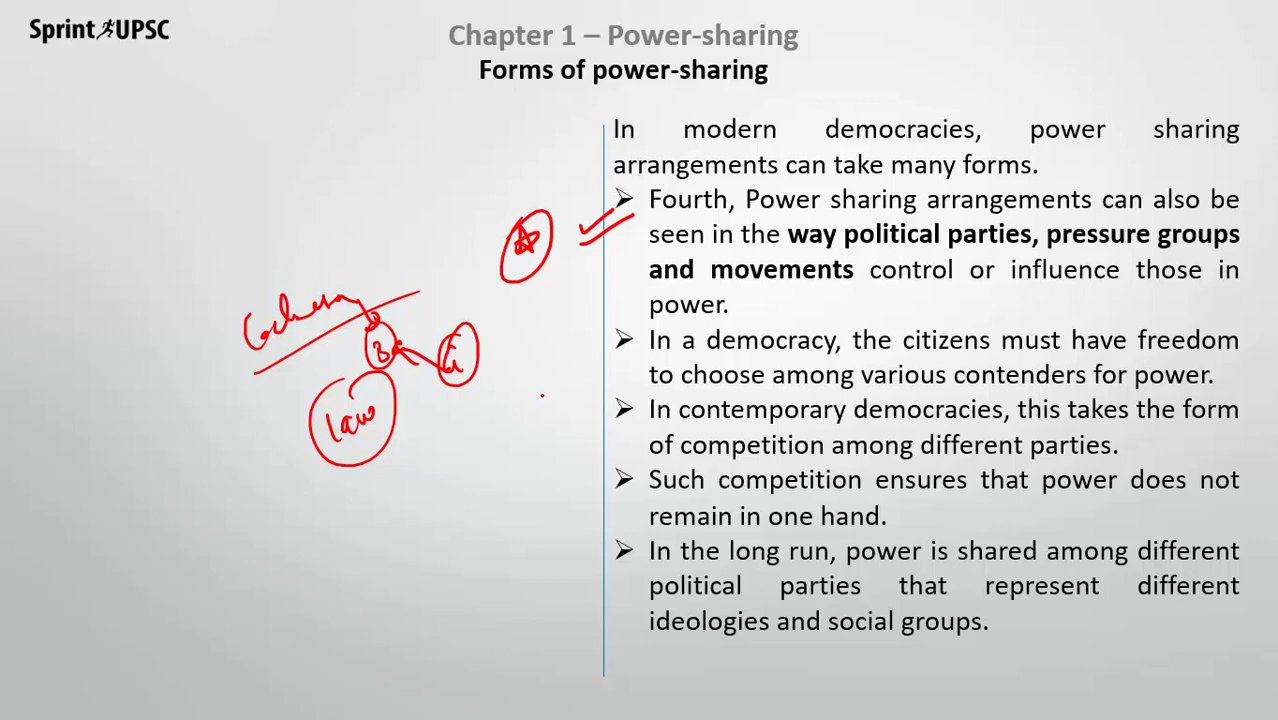 Sprint UPSC
Chapter 1 – Power-sharing
Forms of power-sharing
In modern democracies, power sharing
arrangements can take many forms.
➢ Fourth, Power sharing arrangements can also be
seen in the way political parties, pressure groups
and movements control or influence those in
power.
➢ In a democracy, the citizens must have freedom
to choose among various contenders for power.
➢ In contemporary democracies, this takes the form
of competition among different parties.
➢ Such competition ensures that power does not
remain in one hand.
➢ In the long run, power is shared among different
political parties that represent different
ideologies and social groups.
B
law